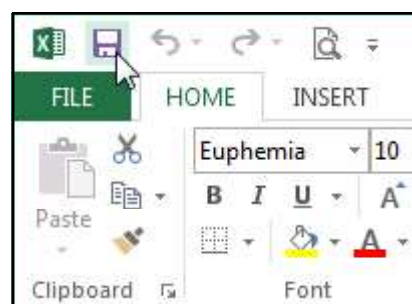 FILE HOME INSERT
Euphemia 10
B I U A
Paste
A
Clipboard Font